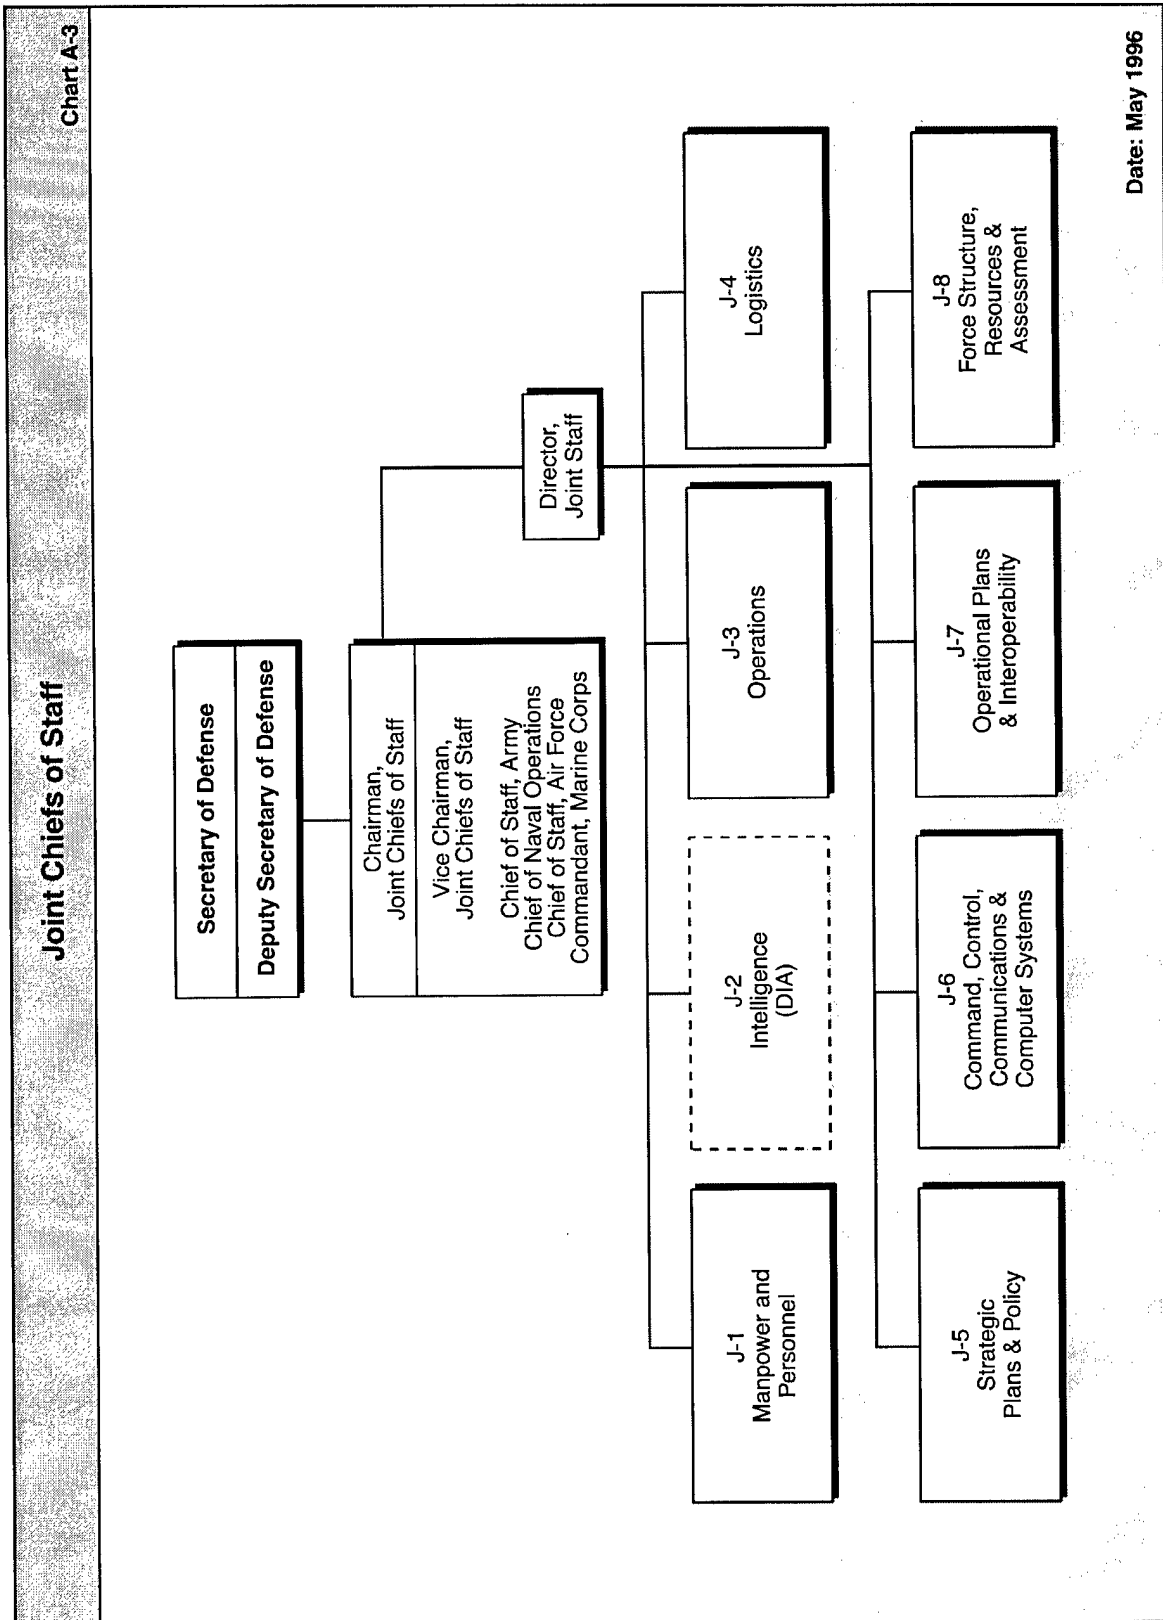 Joint Chiefs of Staff
Chart A-3
Secretary of Defense
Deputy Secretary of Defense
Chairman,
Joint Chiefs of Staff
Vice Chairman,
Joint Chiefs of Staff
Chief of Staff, Army
Chief of Naval Operations
Chief of Staff, Air Force
Commandant, Marine Corps
Director,
Joint Staff
J-1
Manpower and
Personnel
J-2
Intelligence
(DIA)
J-3
Operations
J-4
Logistics
J-5
Strategic
Plans & Policy
J-6
Command, Control,
Communications &
Computer Systems
J-7
Operational Plans
& Interoperability
J-8
Force Structure,
Resources &
Assessment
Date: May 1996